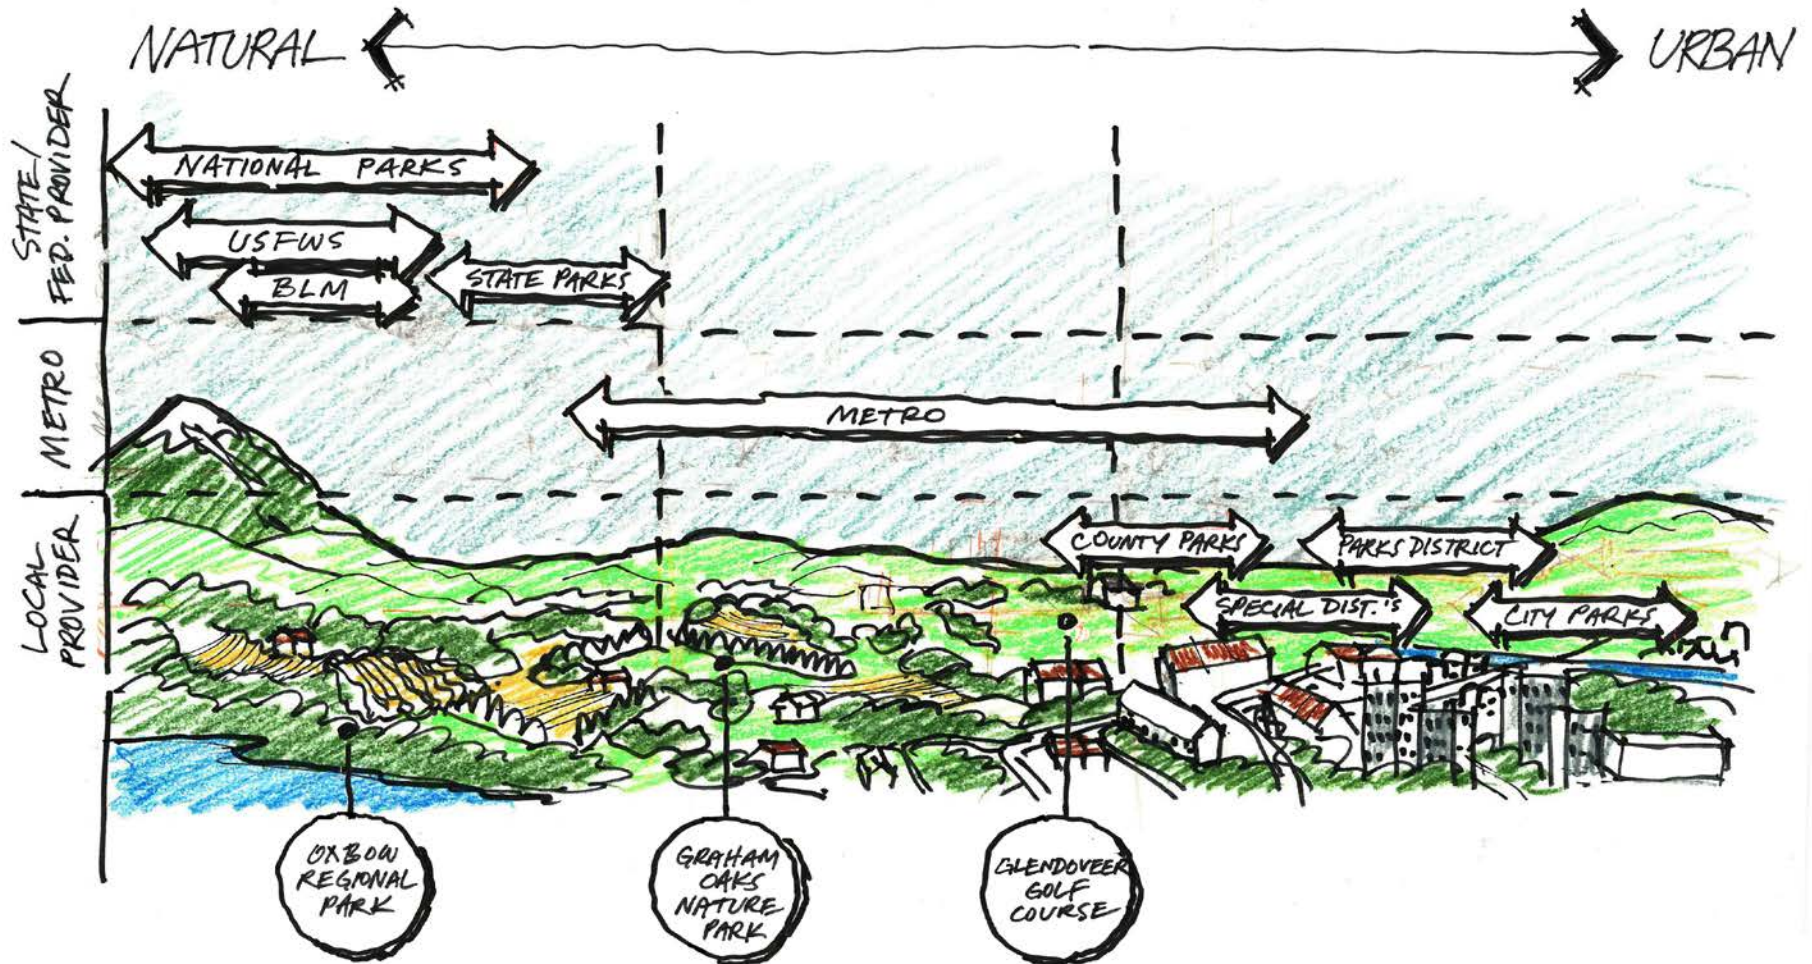 NATURAL
URBAN
STATE/
FED. PROVIDER
NATIONAL PARKS
USFWS
BLM
STATE PARKS
METRO
METRO
LOCAL
PROVIDER
COUNTY PARKS
PARKS DISTRICT
SPECIAL DIST.'S
CITY PARKS
OXBOW
REGIONAL
PARK
GRAHAM
OAKS
NATURE
PARK
GLENDOVEER
GOLF
COURSE